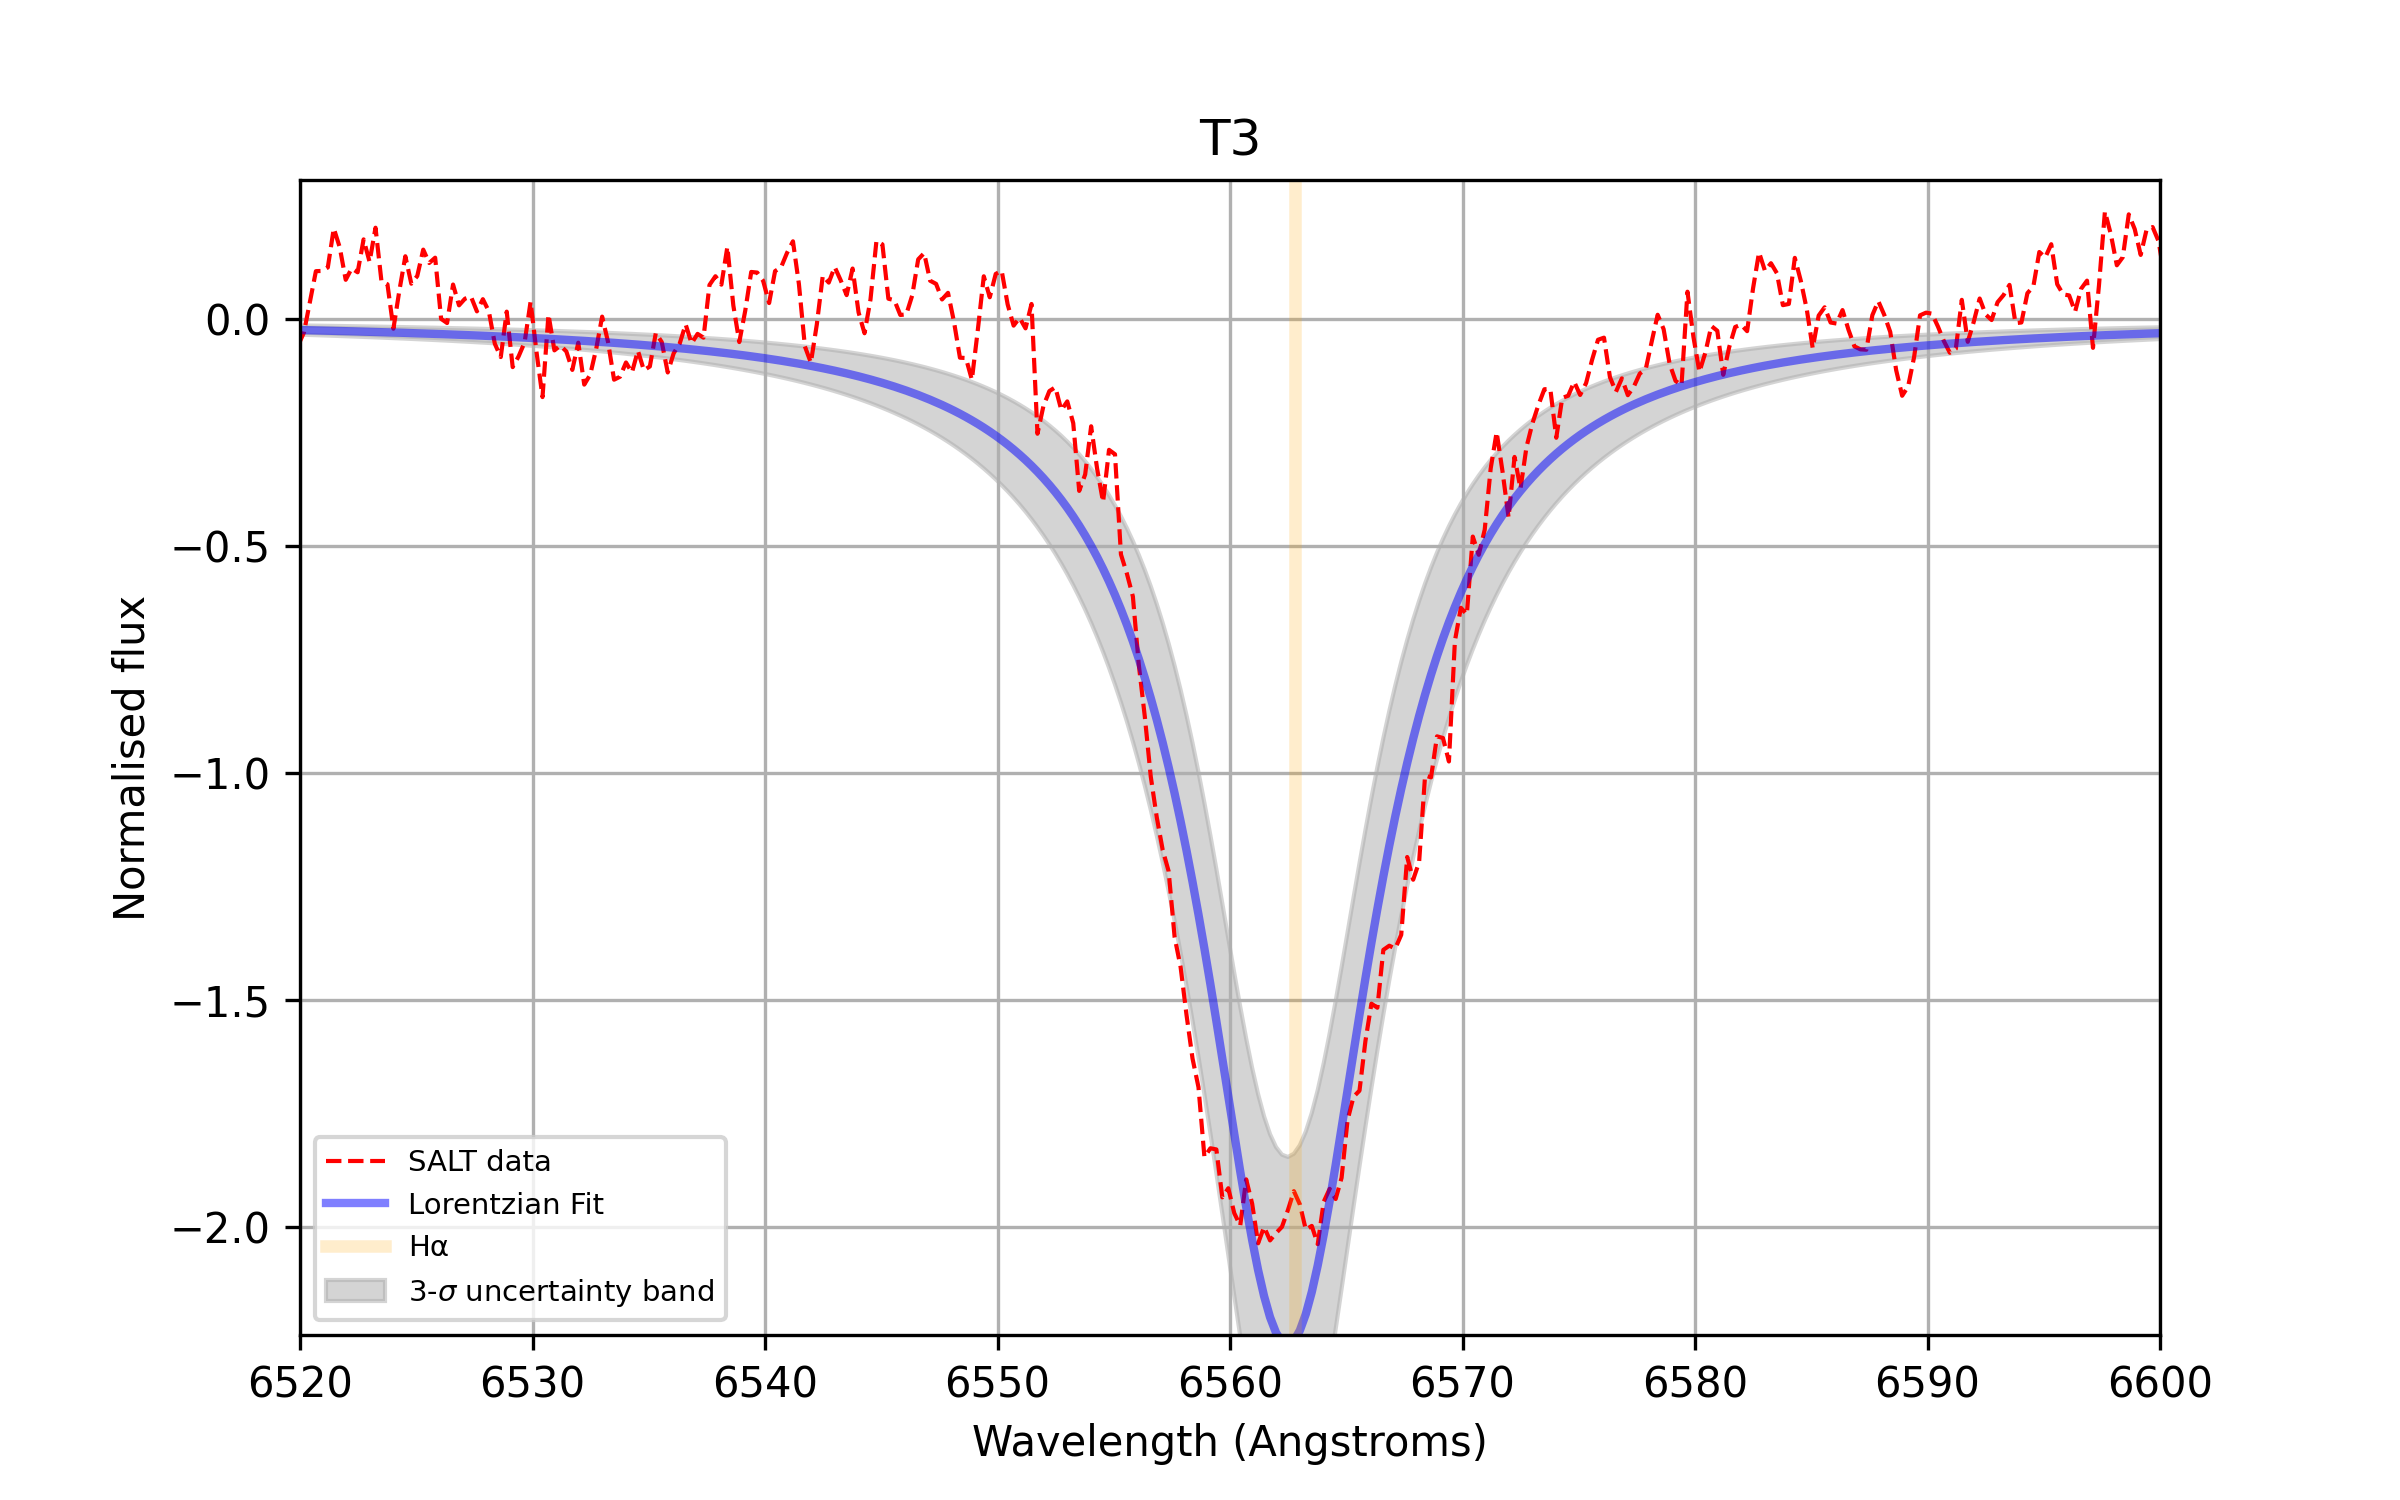 T3
Normalised flux
0.0
−0.5
−1.0
−1.5
−2.0
SALT data
Lorentzian Fit
Hα
3-σ uncertainty band
6520 6530 6540 6550 6560 6570 6580 6590 6600
Wavelength (Angstroms)